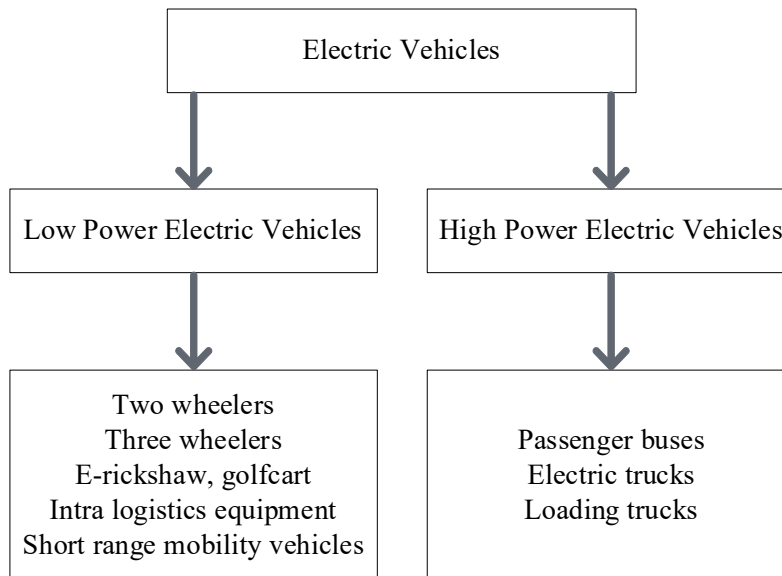 Electric Vehicles
Low Power Electric Vehicles
High Power Electric Vehicles
Two wheelers
Three wheelers
E-rickshaw, golfcart
Intra logistics equipment
Short range mobility vehicles
Passenger buses
Electric trucks
Loading trucks